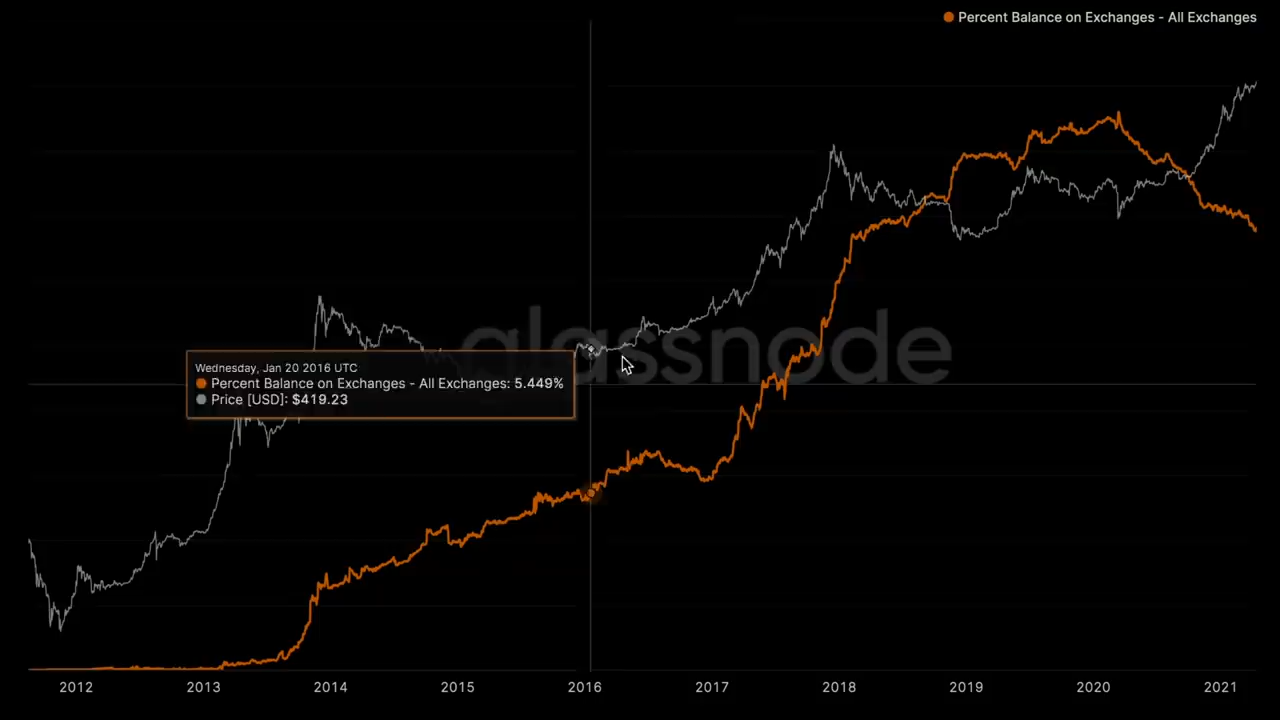 Percent Balance on Exchanges - All Exchanges
glassnode
Wednesday, Jan 20 2016 UTC
Percent Balance on Exchanges - All Exchanges: 5.449%
Price [USD]: $419.23
2012 2013 2014 2015 2016 2017 2018 2019 2020 2021